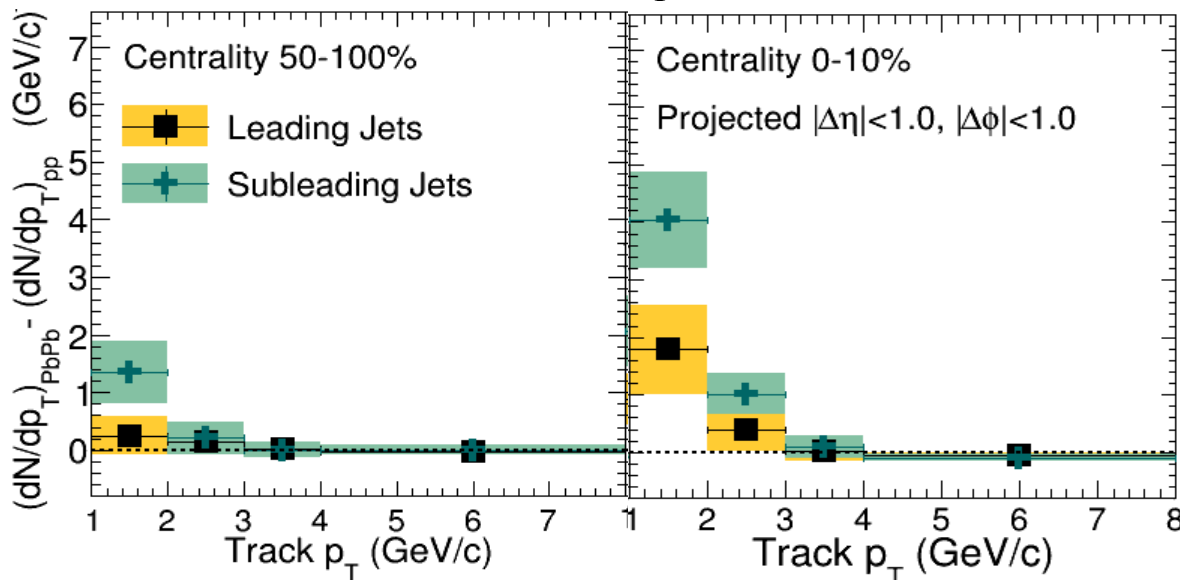 (dN/dp_T)_PbPb - (dN/dp_T)_pp (GeV/c)
Centrality 50-100%
Leading Jets
Subleading Jets
7
6
5
4
3
2
1
0
1 2 3 4 5 6 7
Track p_T (GeV/c)
Centrality 0-10%
Projected |Δη|<1.0, |Δϕ|<1.0
1 2 3 4 5 6 7 8
Track p_T (GeV/c)